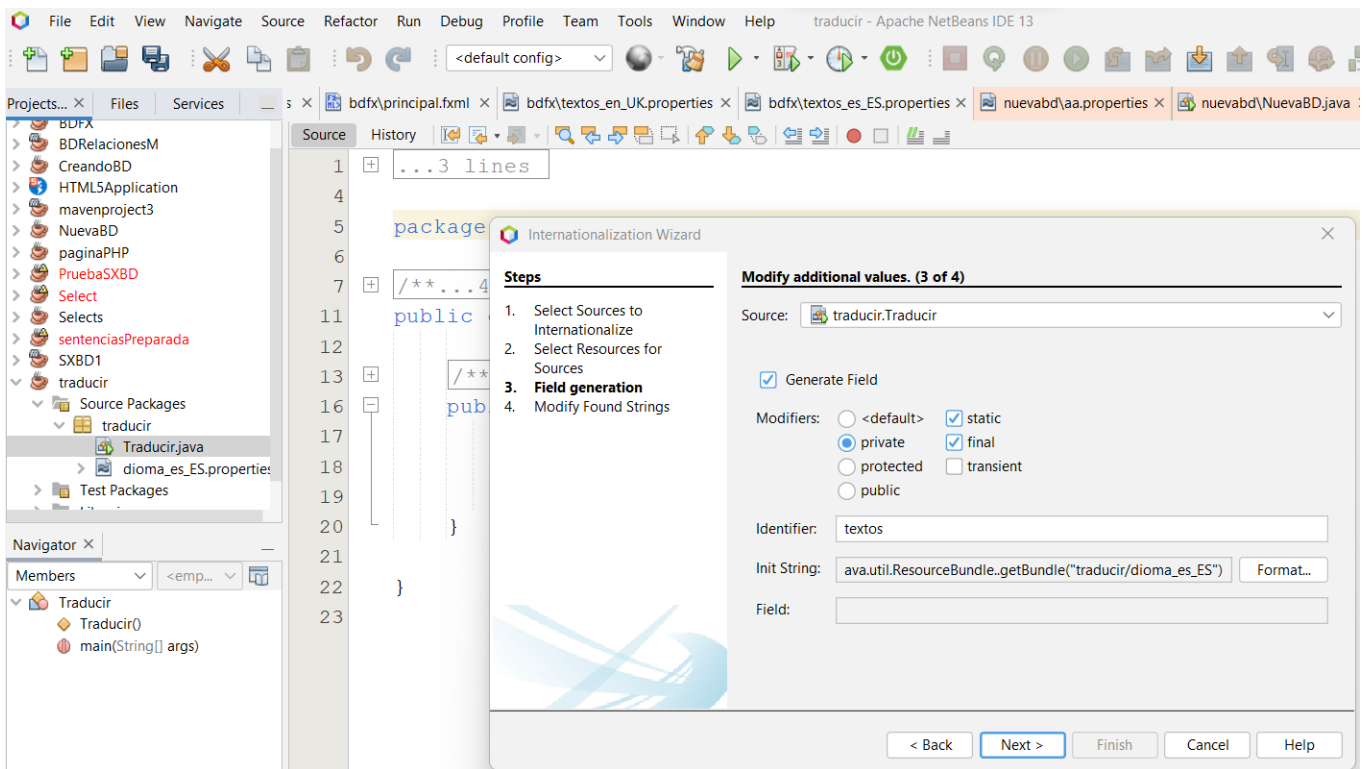 File Edit View Navigate Source Refactor Run Debug Profile Team Tools Window Help traducir - Apache NetBeans IDE 13
<default config>
Projects... Files Services
s bdfx\principal.fxml bdfx\textos_en_UK.properties bdfx\textos_es_ES.properties nuevabd\aa.properties nuevabd\NuevaBD.java
Source History
BDFX
BDRelacionesM
CreandoBD
HTML5Application
mavenproject3
NuevaBD
paginaPHP
PruebaSXBD
Select
Selects
sentenciasPreparada
SXBD1
traducir
Source Packages
traducir
Traducir.java
dioma_es_ES.properties
Test Packages
Navigator
Members <emp...
Traducir
Traducir()
main(String[] args)
1 ...3 lines
4
5 package
6
7 /**...4
11 public
12
13 /**
16 pub
17
18
19
20 }
21
22 }
23
Internationalization Wizard
Steps
1. Select Sources to
Internationalize
2. Select Resources for
Sources
3. Field generation
4. Modify Found Strings
Modify additional values. (3 of 4)
Source: traducir.Traducir
Generate Field
Modifiers: <default> static
private final
protected transient
public
Identifier: textos
Init String: ava.util.ResourceBundle..getBundle("traducir/dioma_es_ES") Format...
Field:
< Back Next > Finish Cancel Help